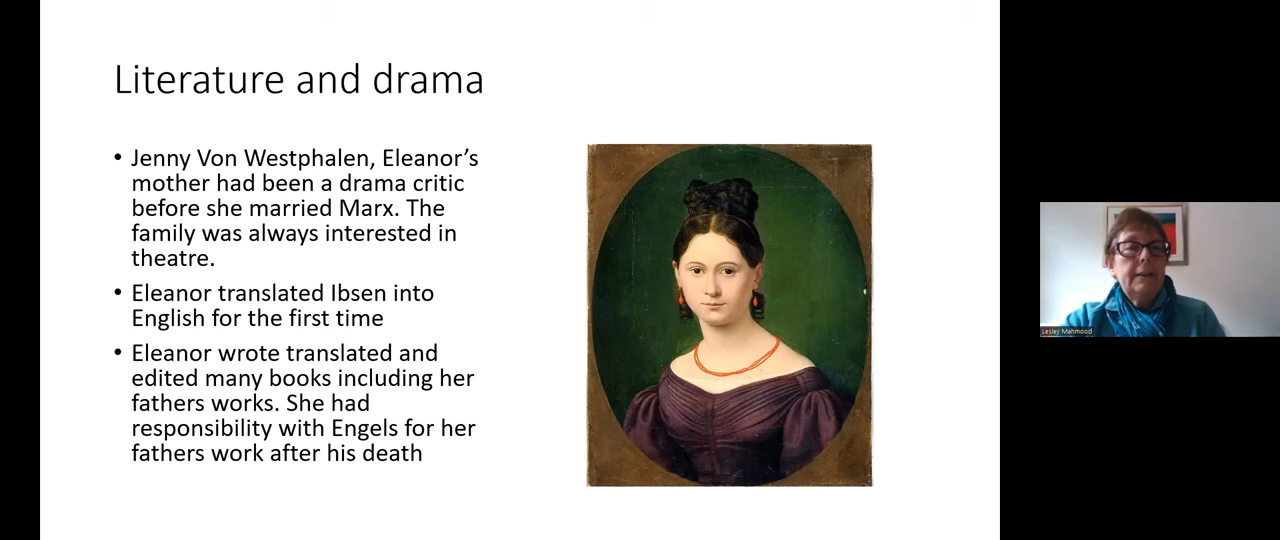 Literature and drama
• Jenny Von Westphalen, Eleanor’s
mother had been a drama critic
before she married Marx. The
family was always interested in
theatre.
• Eleanor translated Ibsen into
English for the first time
• Eleanor wrote translated and
edited many books including her
fathers works. She had
responsibility with Engels for her
fathers work after his death
Lesley Mahmood